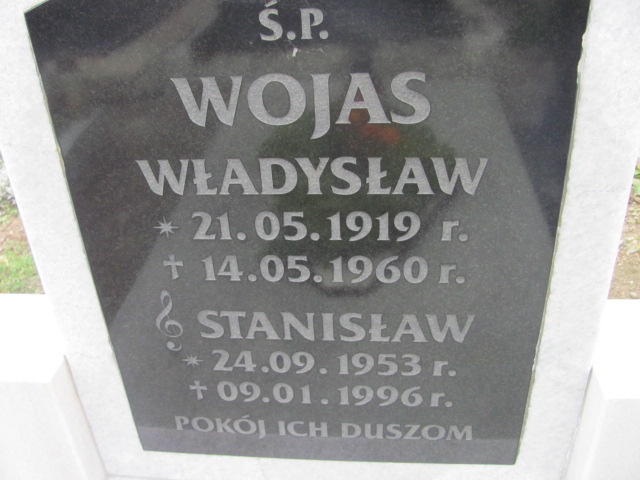 Ś.P.
WOJAS
WŁADYSŁAW
* 21.05.1919 r.
† 14.05.1960 r.
STANISŁAW
* 24.09.1953 r.
† 09.01.1996 r.
POKÓJ ICH DUSZOM